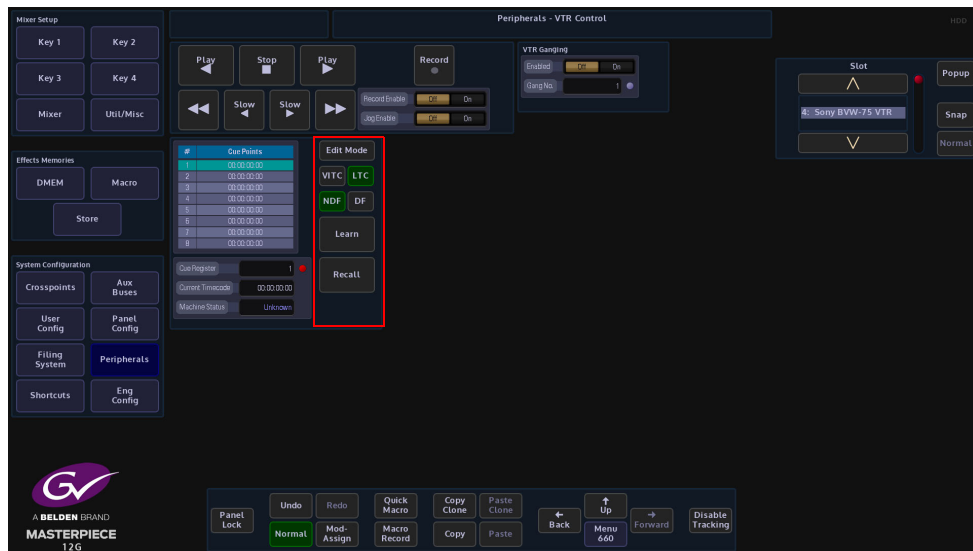 Mixer Setup
Key 1
Key 2
Key 3
Key 4
Mixer
Util/Misc
Effects Memories
DMEM
Macro
Store
System Configuration
Crosspoints
Aux
Buses
User
Config
Panel
Config
Filing
System
Peripherals
Shortcuts
Eng
Config
GV
A BELDEN BRAND
MASTERPIECE
12G
Peripherals - VTR Control
HDD
Play
Stop
Play
Record
Slow
Slow
Record Enable Off On
Jog Enable Off On
VTR Ganging
Enabled Off On
Gang No. 1
Slot
4: Sony BVW-75 VTR
Popup
Snap
Normal
# Cue Points
1 00:00:00:00
2 00:00:00:00
3 00:00:00:00
4 00:00:00:00
5 00:00:00:00
6 00:00:00:00
7 00:00:00:00
8 00:00:00:00
Cue Register 1
Current Timecode 00:00:00:00
Machine Status Unknown
Edit Mode
VITC LTC
NDF DF
Learn
Recall
Panel
Lock
Undo
Redo
Normal
Mod-
Assign
Quick
Macro
Macro
Record
Copy
Clone
Paste
Clone
Copy
Paste
Back
Up
Menu
660
Forward
Disable
Tracking